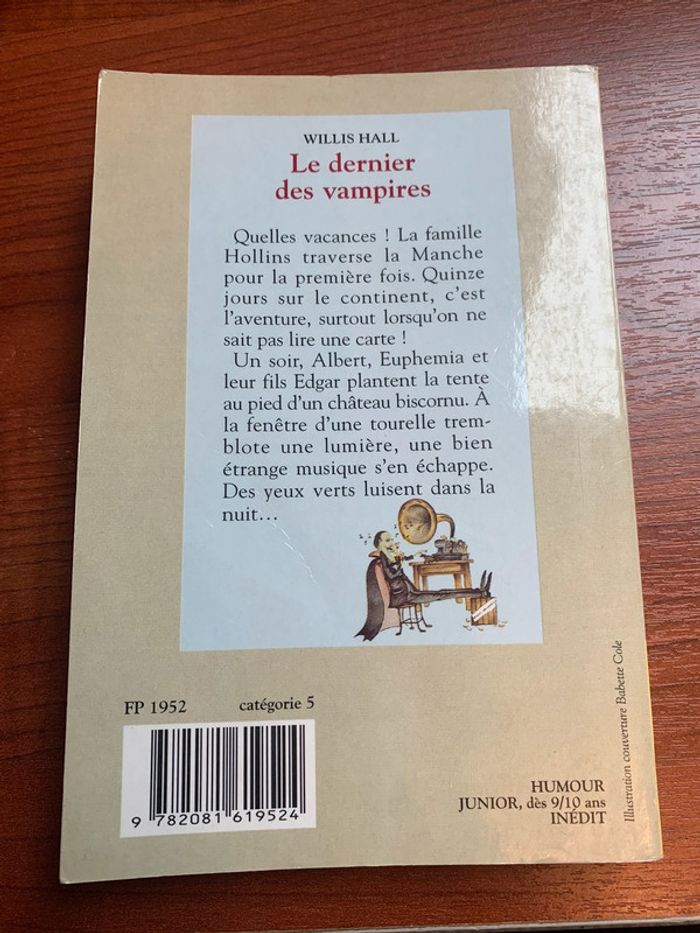 WILLIS HALL
Le dernier
des vampires
Quelles vacances ! La famille
Hollins traverse la Manche
pour la première fois. Quinze
jours sur le continent, c'est
l'aventure, surtout lorsqu'on ne
sait pas lire une carte !
Un soir, Albert, Euphemia et
leur fils Edgar plantent la tente
au pied d'un château biscornu. À
la fenêtre d'une tourelle trem-
blote une lumière, une bien
étrange musique s'en échappe.
Des yeux verts luisent dans la
nuit…
FP 1952 catégorie 5
9 782081 619524
HUMOUR
JUNIOR, dès 9/10 ans
INÉDIT
Illustration couverture Babette Cole